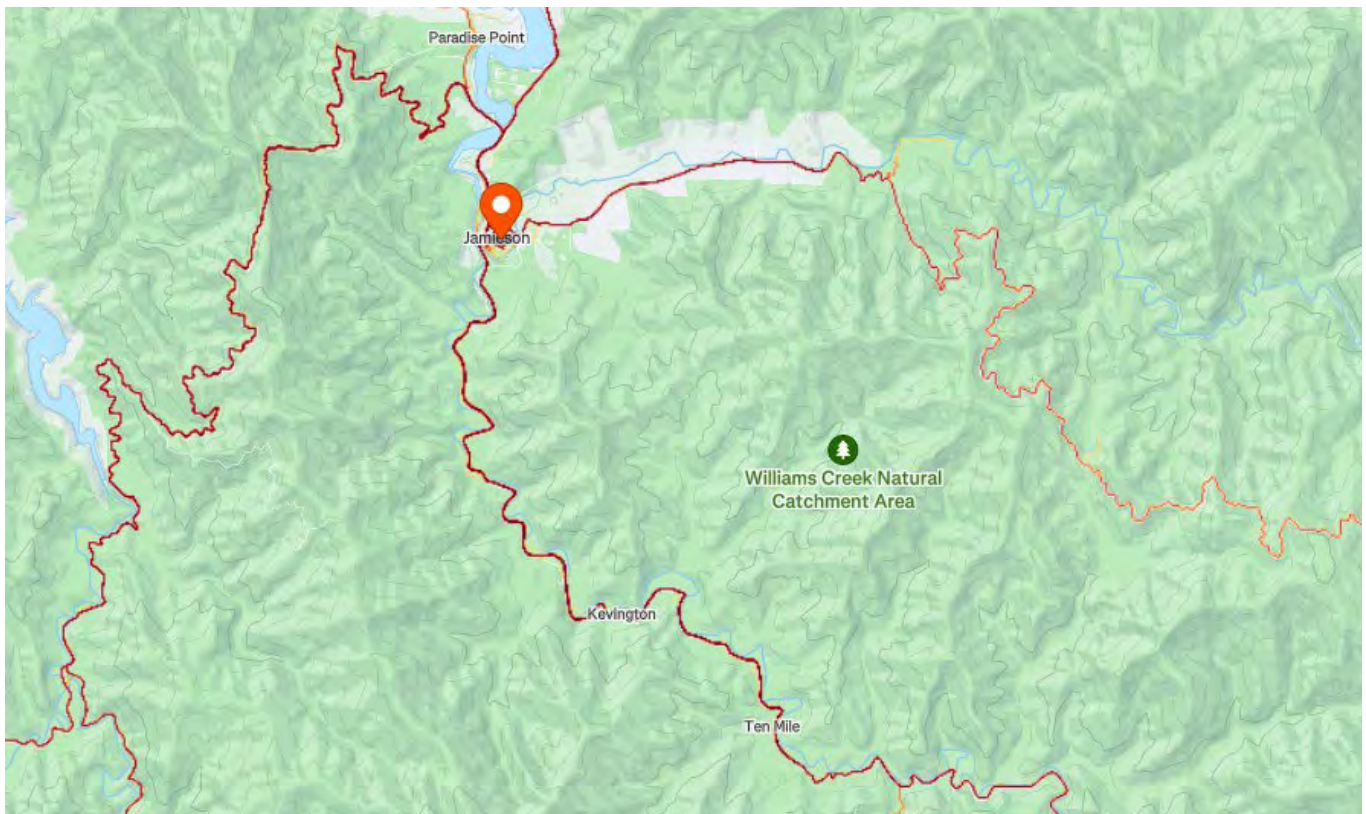 Paradise Point
Jamieson
Williams Creek Natural
Catchment Area
Kevington
Ten Mile